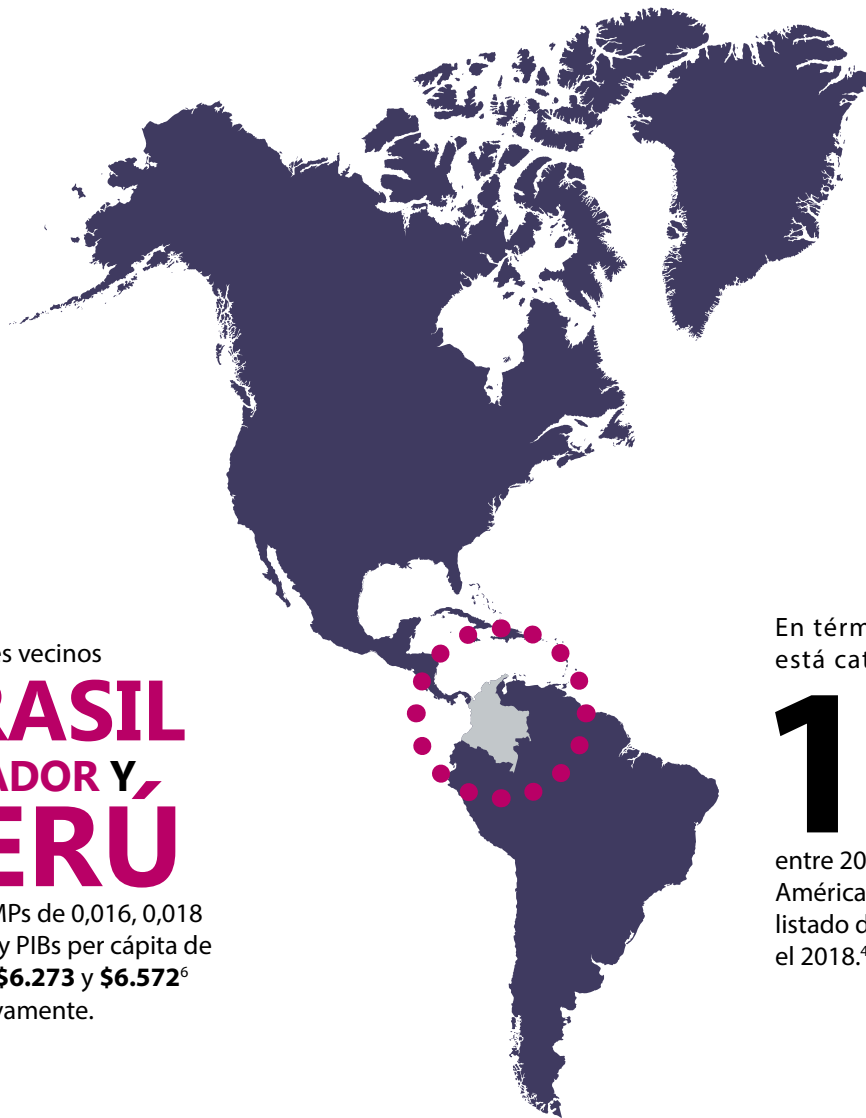 es vecinos
RASIL
ADOR Y
ERÚ
MPs de 0,016, 0,018
y PIBs per cápita de
$6.273 y $6.572⁶
vamente.
En térm
está cat
1
entre 20
América
listado d
el 2018.⁴